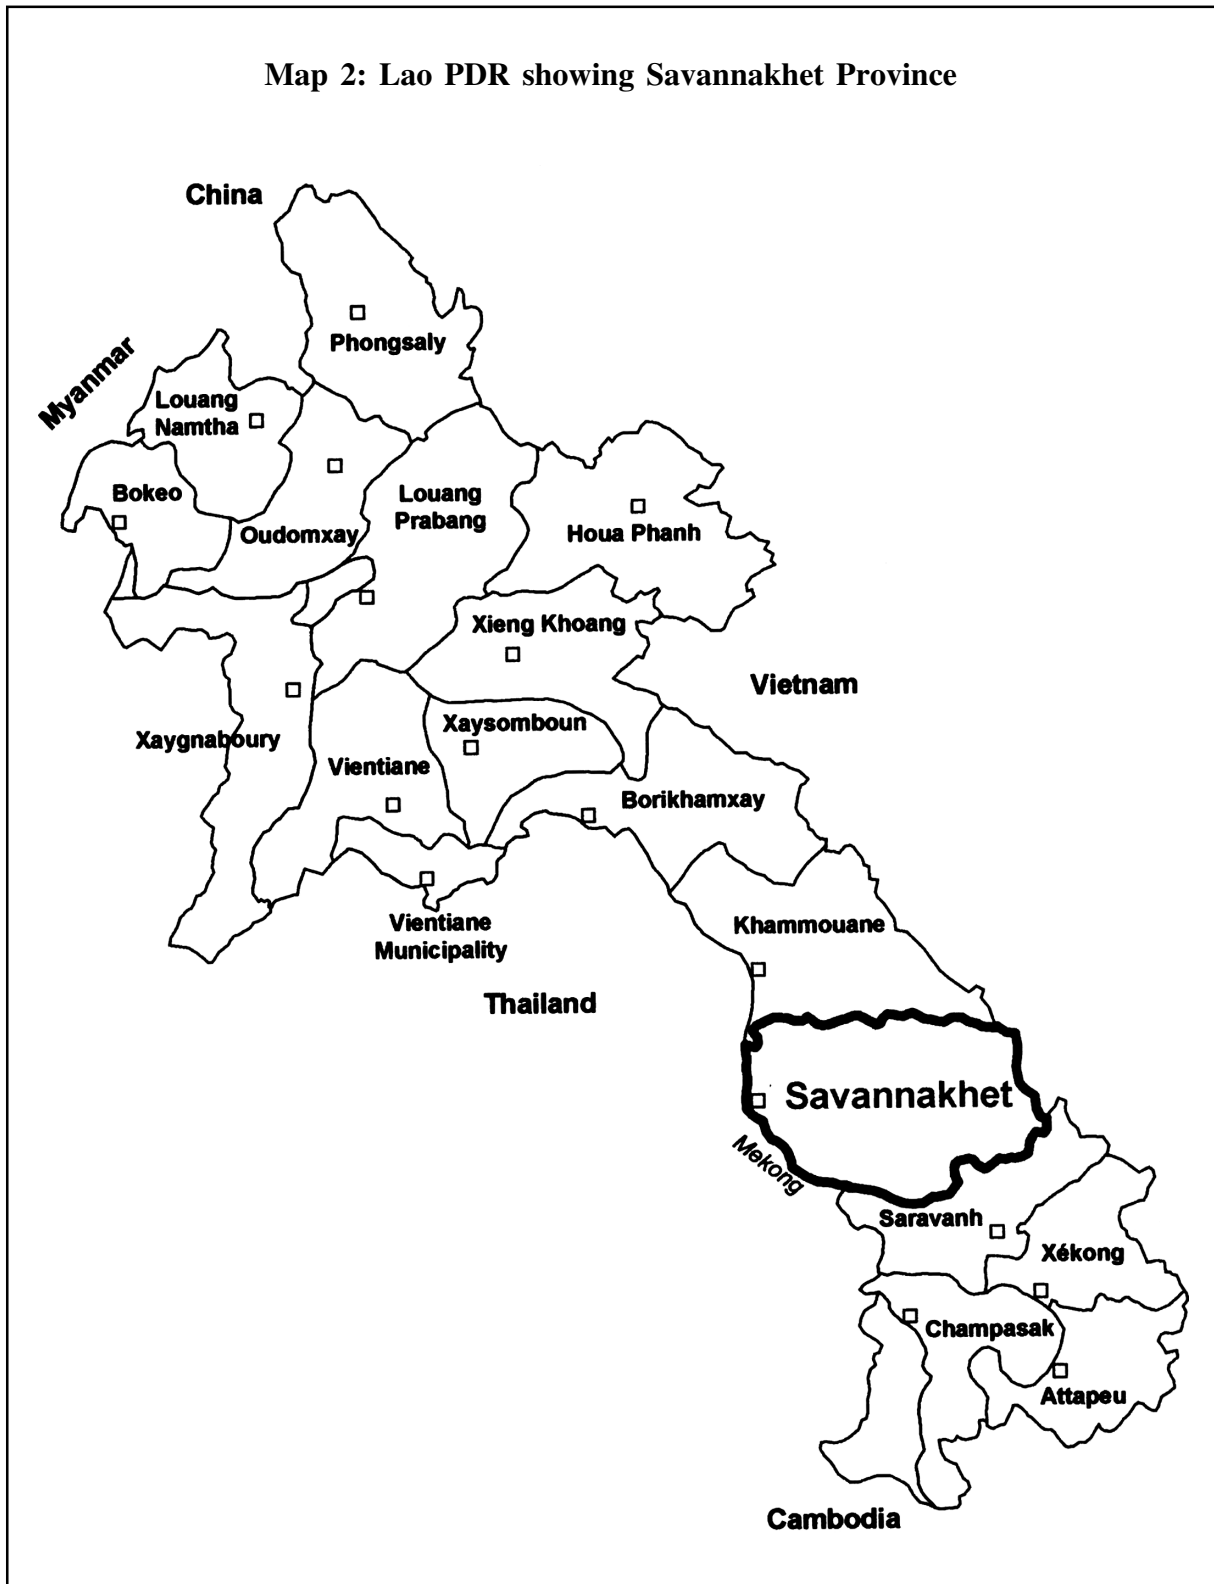 Map 2: Lao PDR showing Savannakhet Province
China
Phongsaly
Myanmar
Louang
Namtha
Bokeo
Oudomxay
Louang
Prabang
Houa Phanh
Xieng Khoang
Vietnam
Xaygnaboury
Xaysomboun
Vientiane
Borikhamxay
Vientiane
Municipality
Khammouane
Thailand
Savannakhet
Mekong
Saravanh
Xékong
Champasak
Attapeu
Cambodia